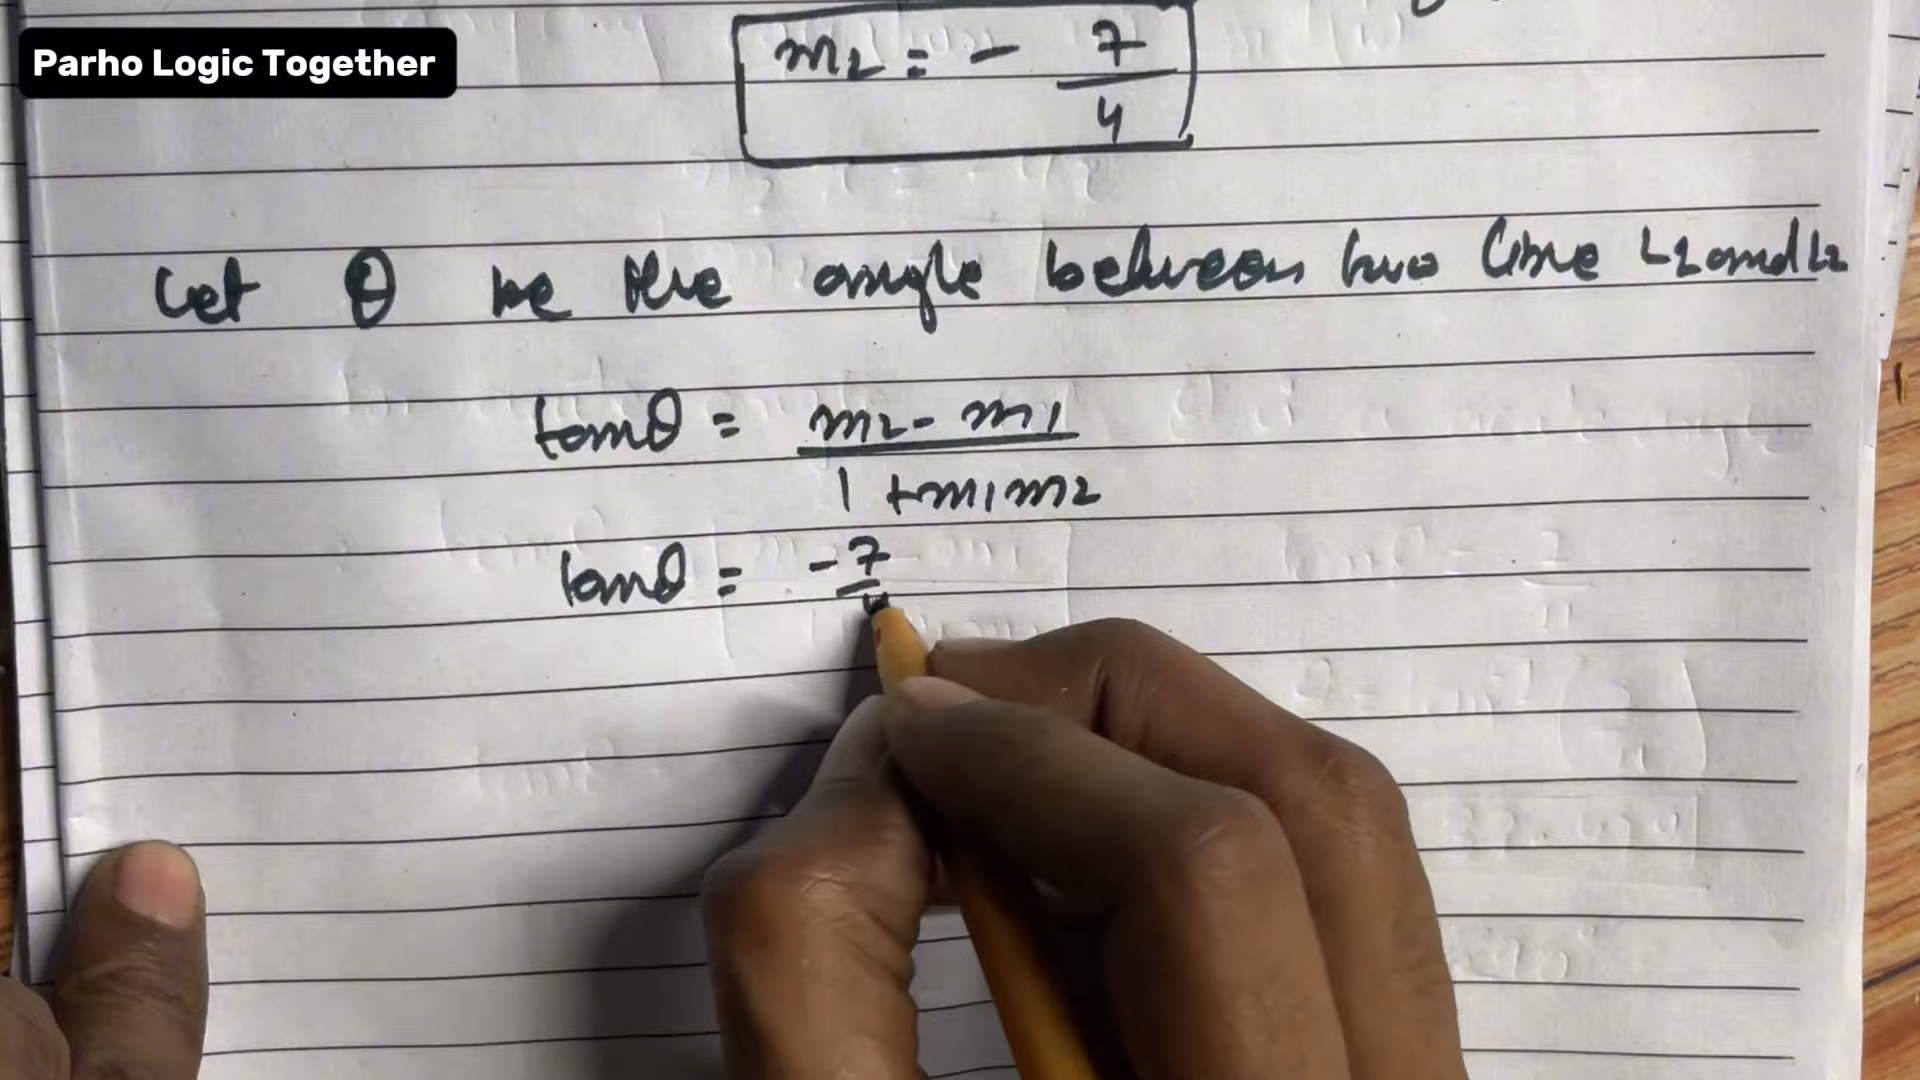 Parho Logic Together
m2 = - 7/4
Let θ be the angle between two line L1 and L2
tanθ = m2 - m1 / 1 + m1m2
tanθ = -7/